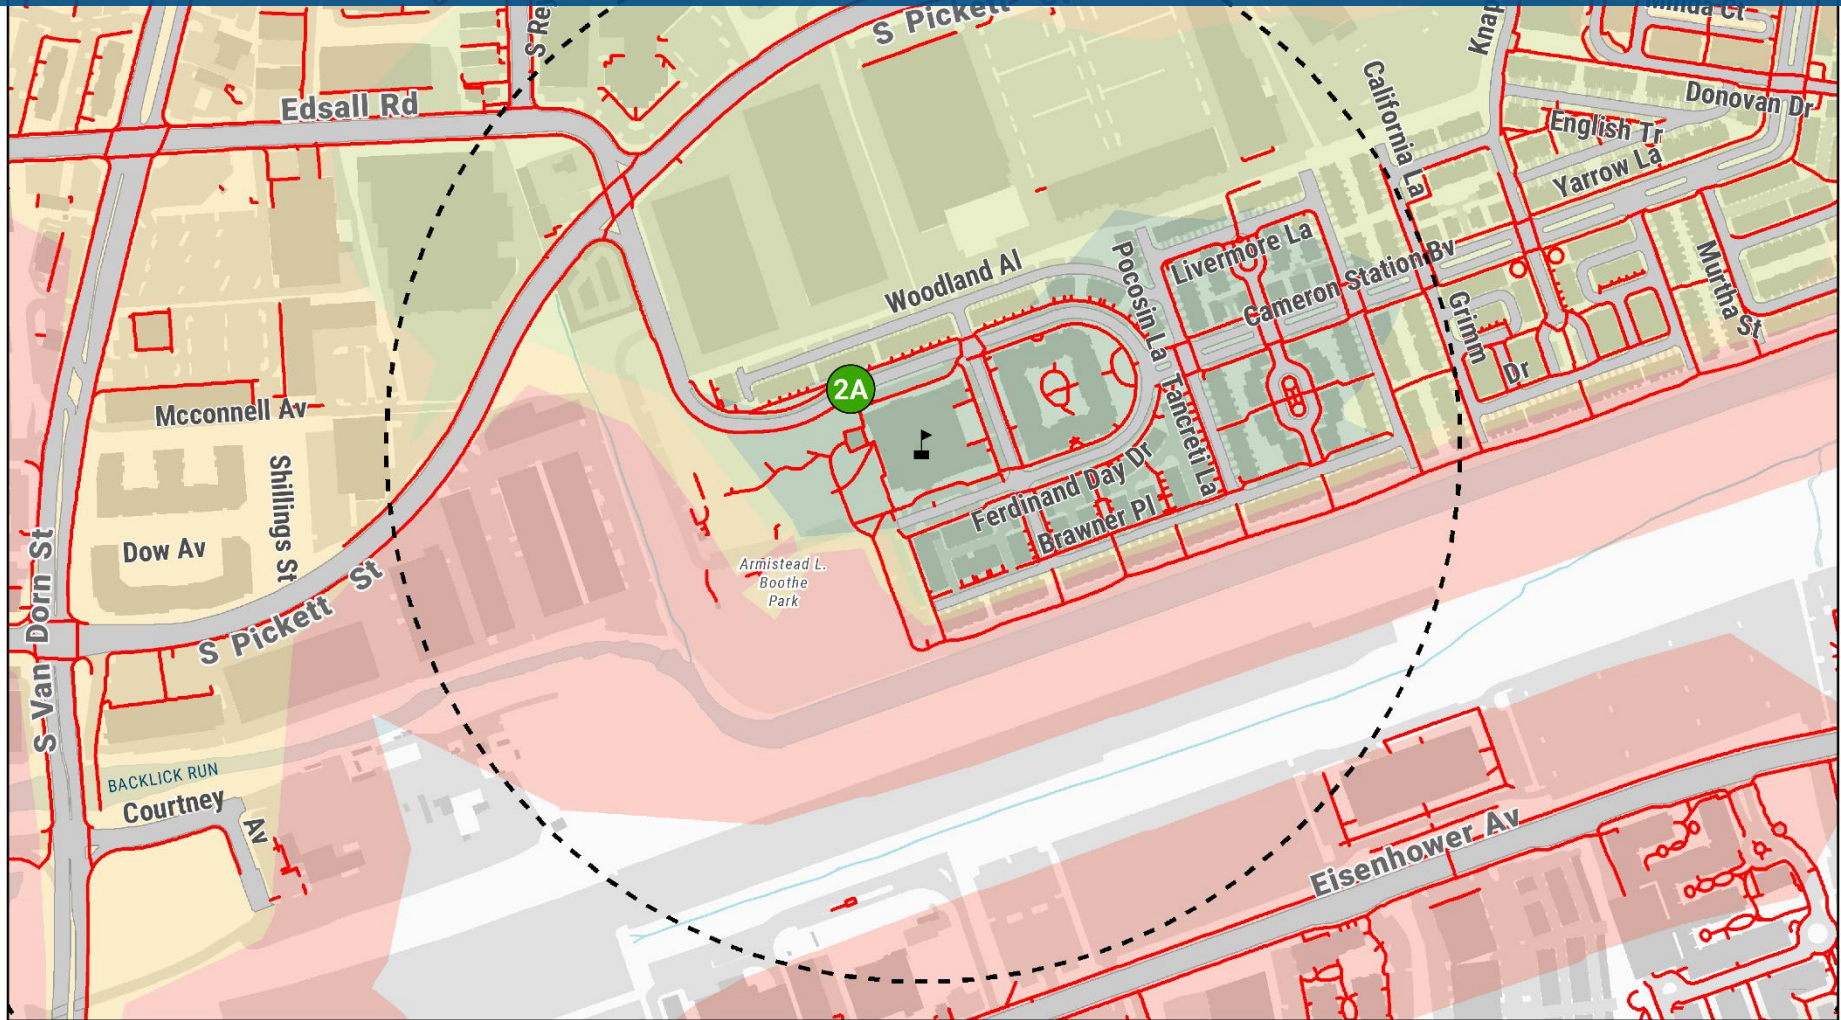 S Pickett
Minda Ct
Edsall Rd
California La
Donovan Dr
English Tr
Yarrow La
Woodland Al
Pocosin La
Livermore La
Cameron Station Bv
Grimm
Dr
Murtha St
2A
Tancreti La
Mcconnell Av
Shillings St
Ferdinand Day Dr
Brawner Pl
Dow Av
Armistead L.
Boothe
Park
S Pickett St
S Van Dorn St
BACKLICK RUN
Courtney
Av
Eisenhower Av